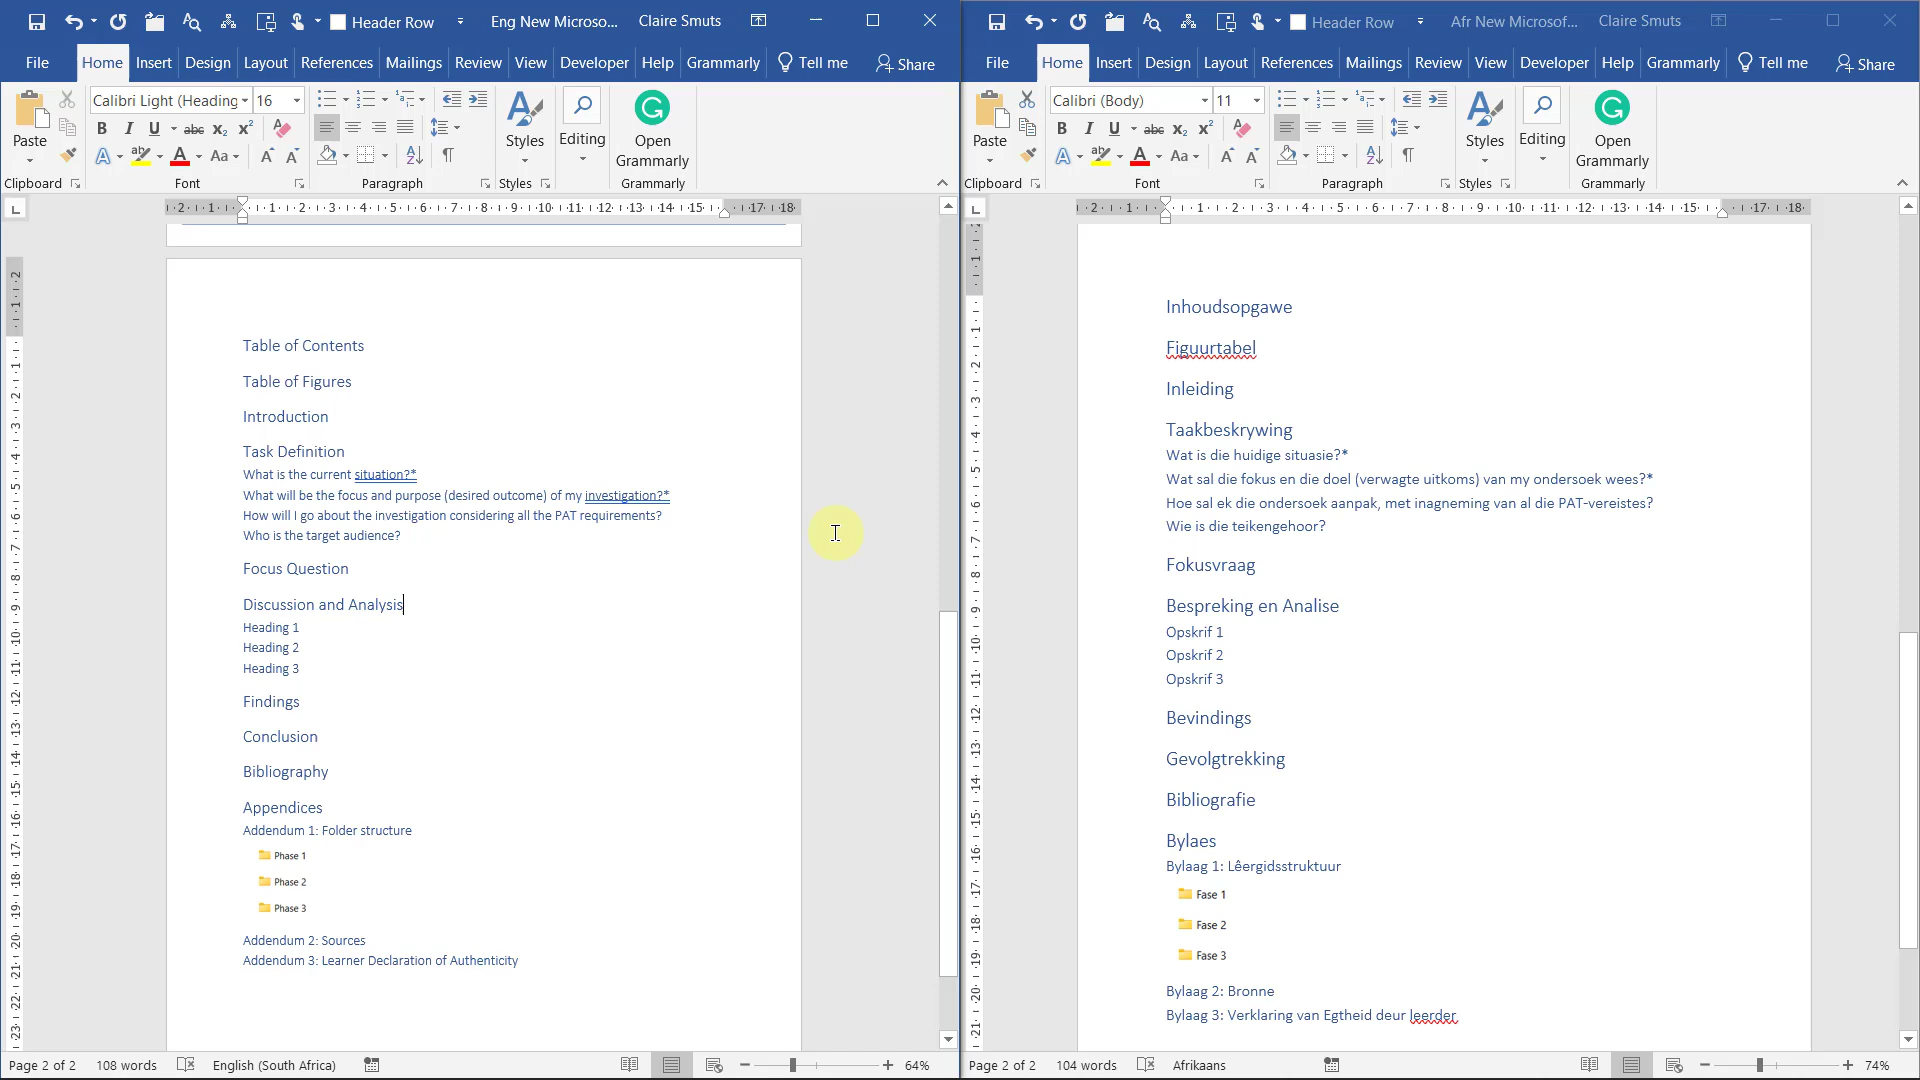 Header Row
Eng New Microso...
Claire Smuts
File
Home
Insert
Design
Layout
References
Mailings
Review
View
Developer
Help
Grammarly
Tell me
Share
Paste
Calibri Light (Heading
16
Styles
Editing
Open
Grammarly
Clipboard
Font
Paragraph
Styles
Grammarly
Table of Contents
Table of Figures
Introduction
Task Definition
What is the current situation?*
What will be the focus and purpose (desired outcome) of my investigation?*
How will I go about the investigation considering all the PAT requirements?
Who is the target audience?
Focus Question
Discussion and Analysis
Heading 1
Heading 2
Heading 3
Findings
Conclusion
Bibliography
Appendices
Addendum 1: Folder structure
Phase 1
Phase 2
Phase 3
Addendum 2: Sources
Addendum 3: Learner Declaration of Authenticity
Page 2 of 2
108 words
English (South Africa)
64%
Header Row
Afr New Microsof...
Claire Smuts
File
Home
Insert
Design
Layout
References
Mailings
Review
View
Developer
Help
Grammarly
Tell me
Share
Paste
Calibri (Body)
11
Styles
Editing
Open
Grammarly
Clipboard
Font
Paragraph
Styles
Grammarly
Inhoudsopgawe
Figuurtabel
Inleiding
Taakbeskrywing
Wat is die huidige situasie?*
Wat sal die fokus en die doel (verwagte uitkoms) van my ondersoek wees?*
Hoe sal ek die ondersoek aanpak, met inagneming van al die PAT-vereistes?
Wie is die teikengehoor?
Fokusvraag
Bespreking en Analise
Opskrif 1
Opskrif 2
Opskrif 3
Bevindings
Gevolgtrekking
Bibliografie
Bylaes
Bylaag 1: Lêergidsstruktuur
Fase 1
Fase 2
Fase 3
Bylaag 2: Bronne
Bylaag 3: Verklaring van Egtheid deur leerder
Page 2 of 2
104 words
Afrikaans
74%